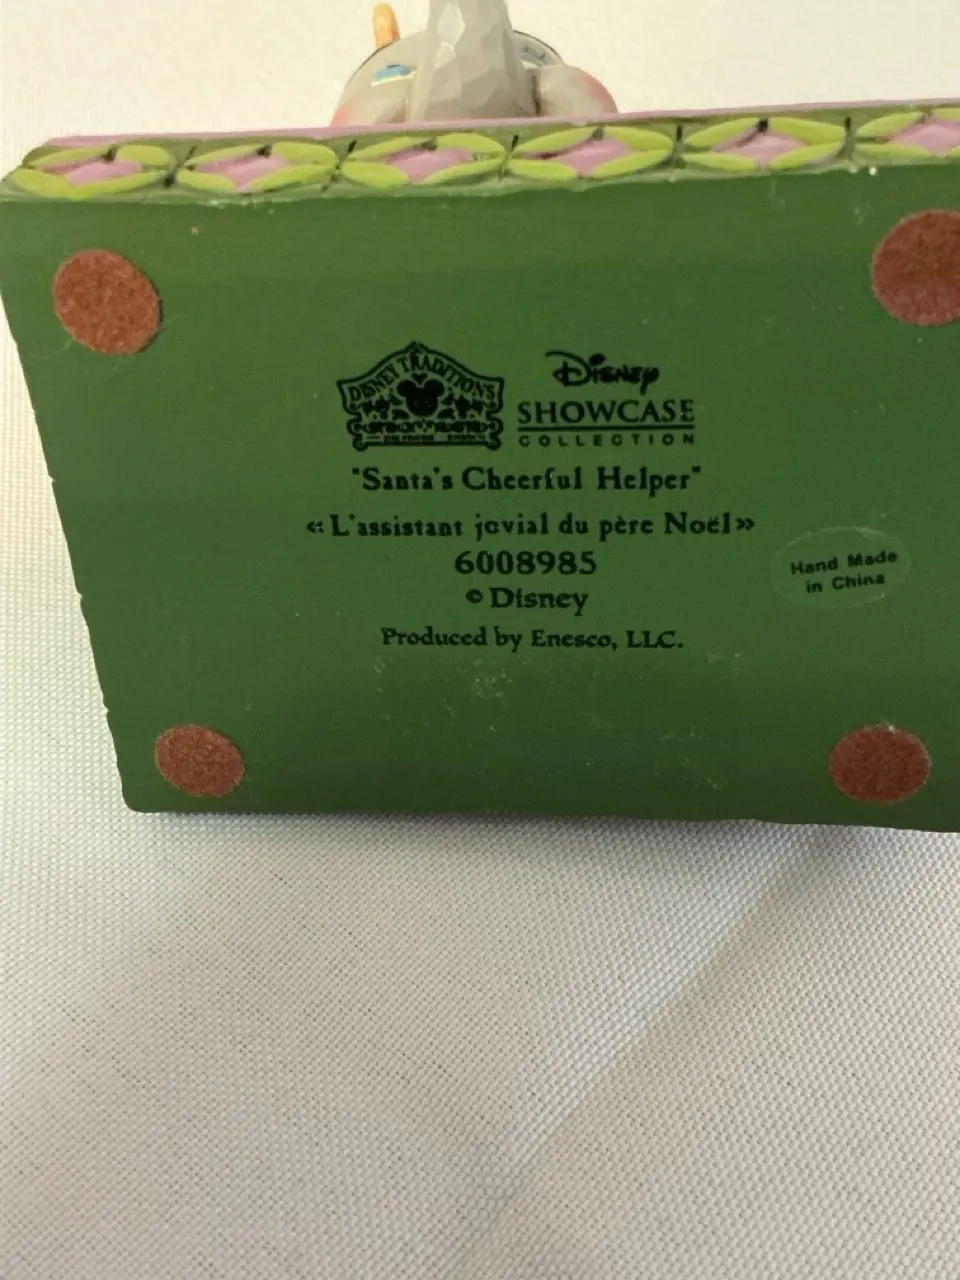 DISNEY TRADITIONS
Disney
SHOWCASE
COLLECTION
"Santa's Cheerful Helper"
«L'assistant jovial du père Noël»
6008985
© Disney
Produced by Enesco, LLC.
Hand Made
in China